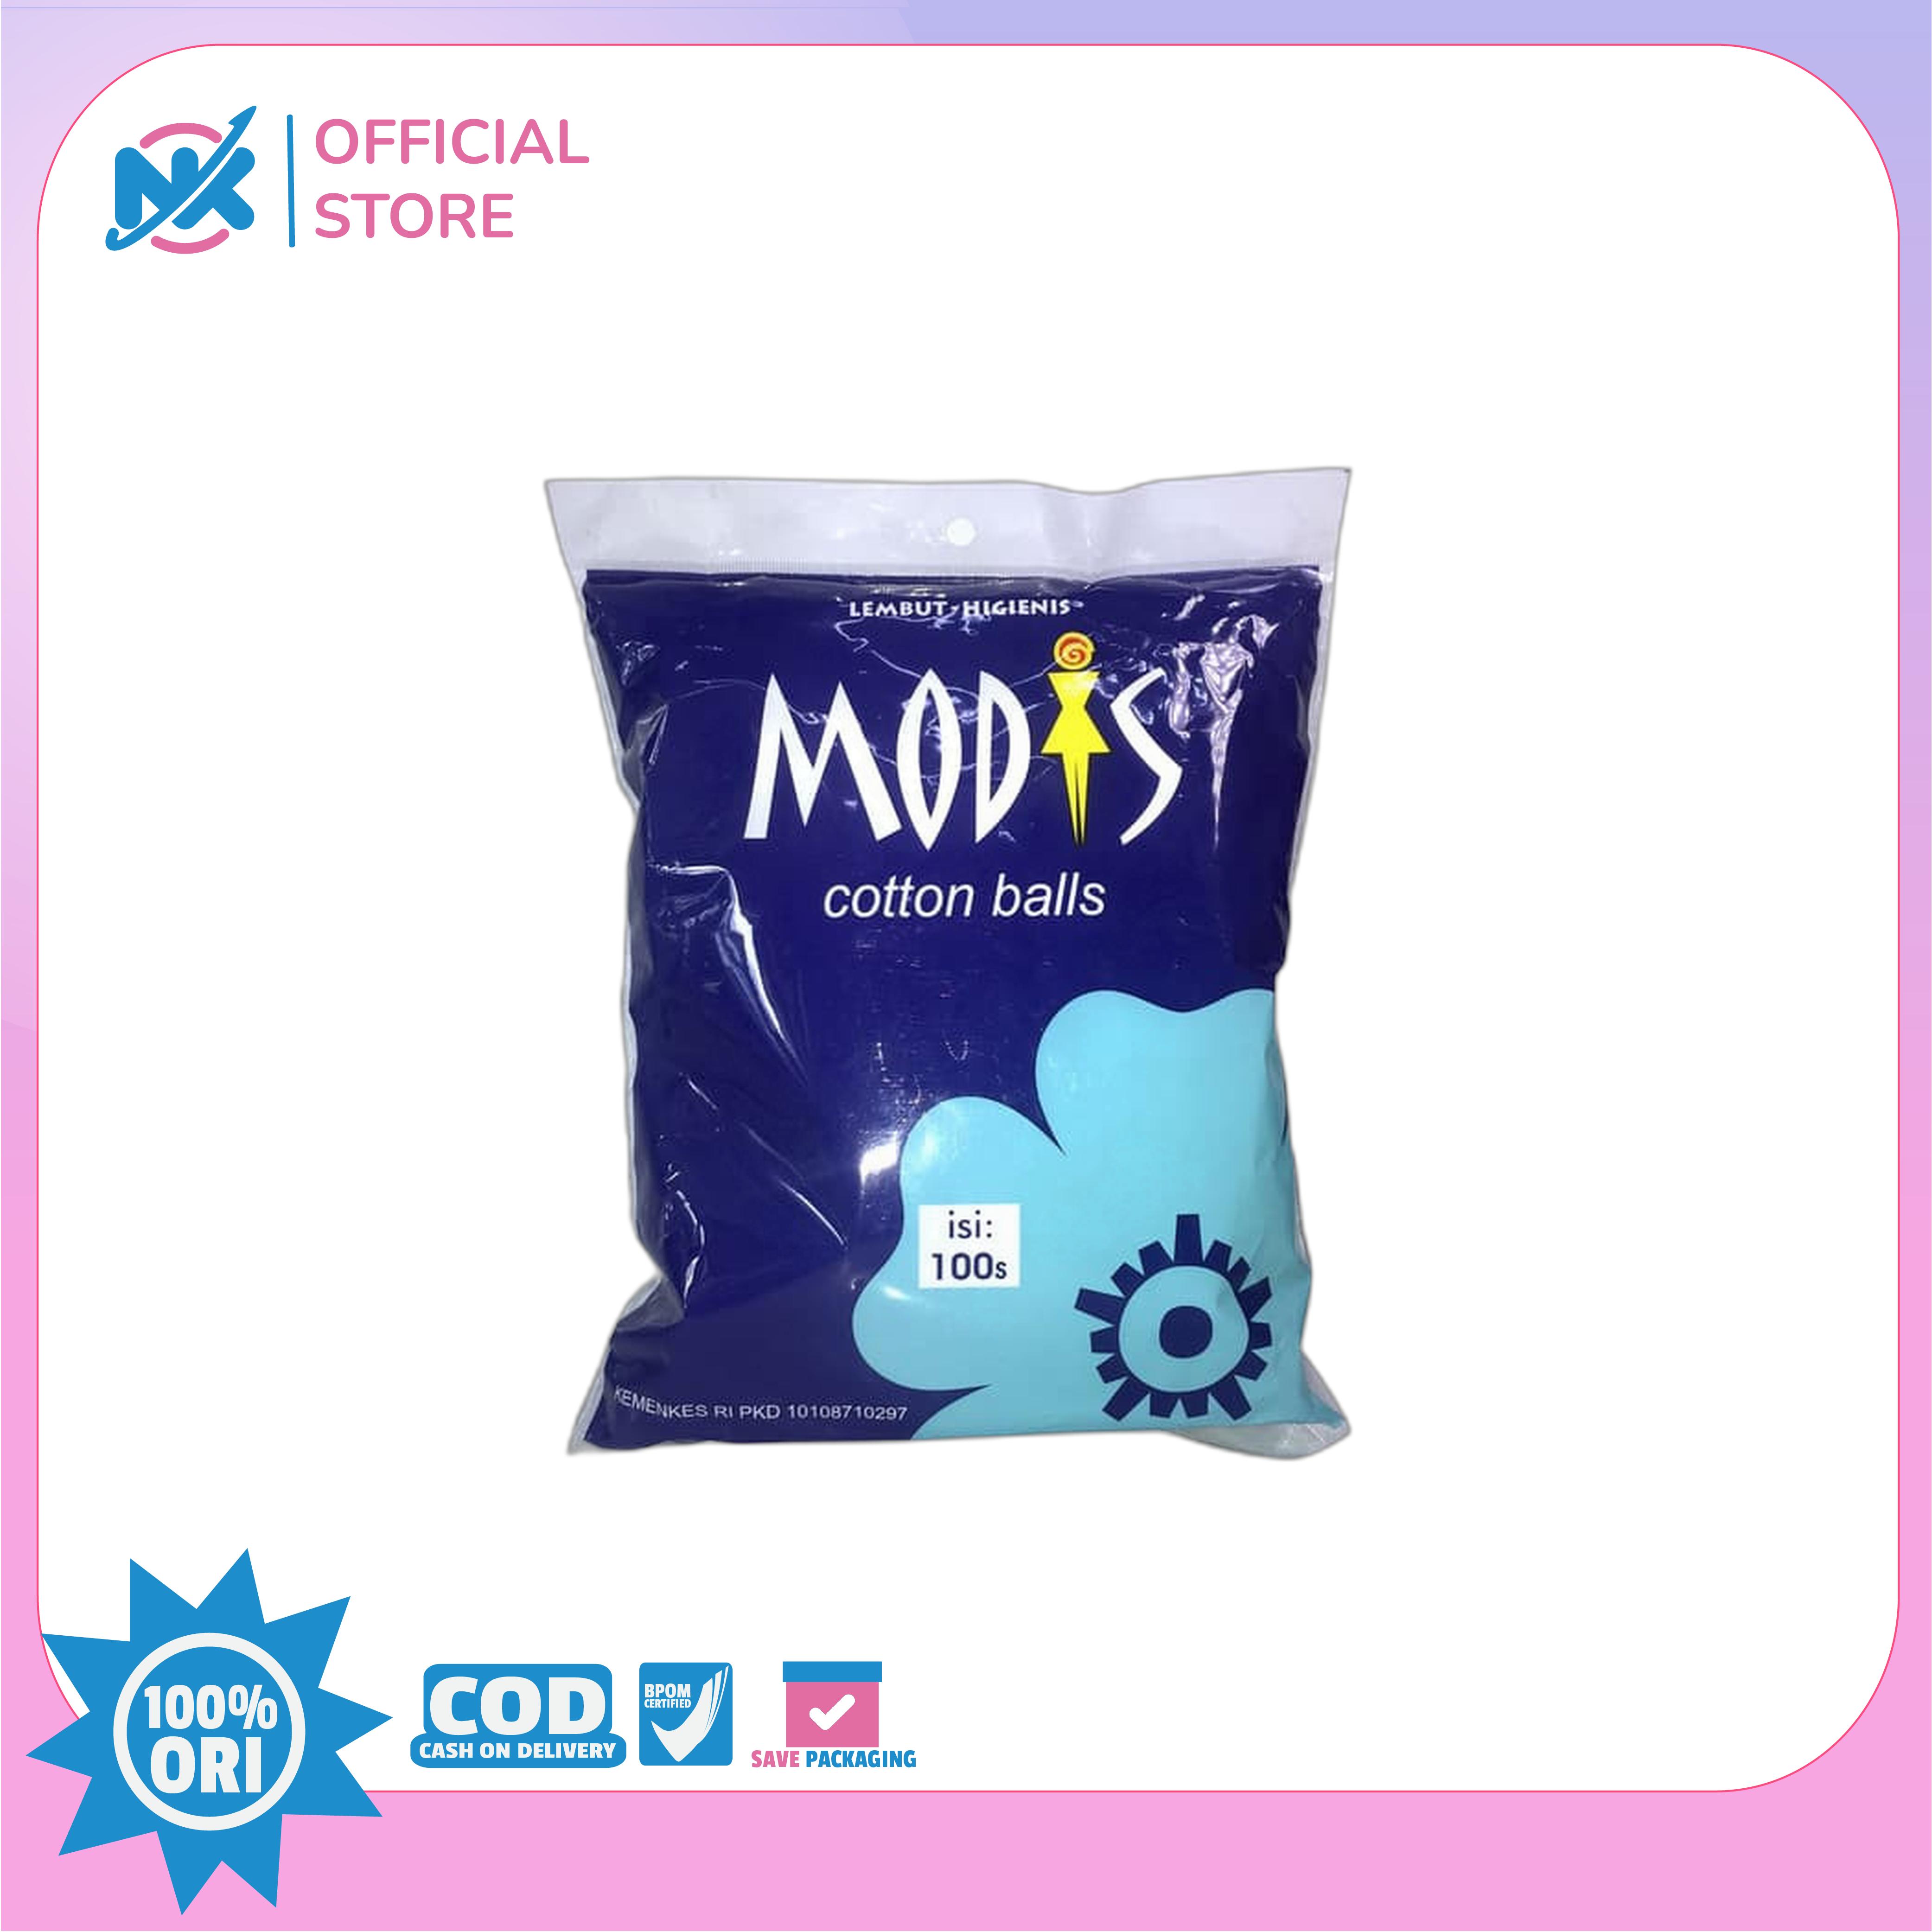 NK
OFFICIAL
STORE
LEMBUT-HIGIENIS
MODIS
cotton balls
isi:
100s
KEMENKES RI PKD 10108710297
100%
ORI
COD
CASH ON DELIVERY
BPOM
CERTIFIED
SAVE PACKAGING